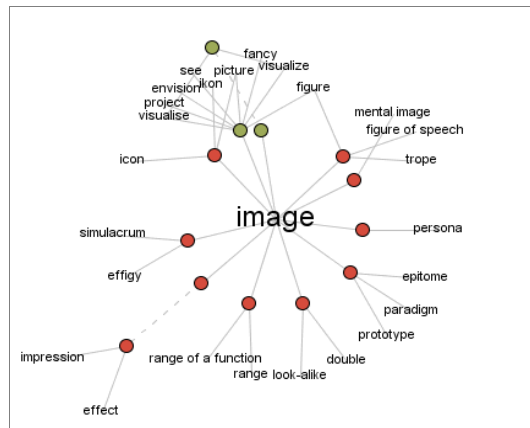 fancy
see
picture
visualize
ikon
envision
figure
project
mental image
visualise
figure of speech
icon
trope
image
simulacrum
persona
effigy
epitome
paradigm
prototype
impression
range of a function
double
range
look-alike
effect